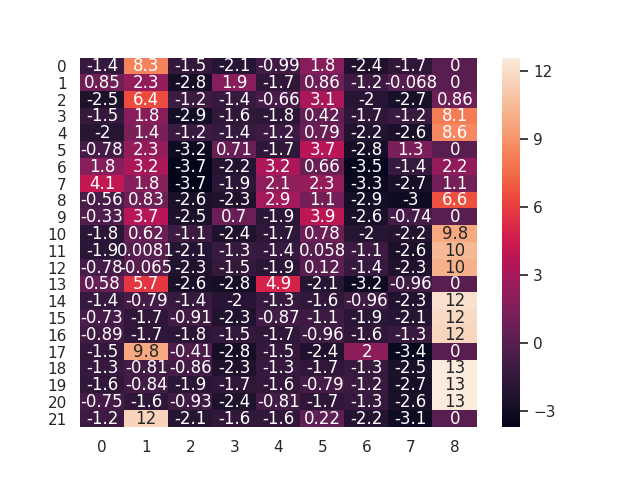 0 -1.4 8.3 -1.5 -2.1 -0.99 1.8 -2.4 -1.7 0
1 0.85 2.3 -2.8 1.9 -1.7 0.86 -1.2 -0.068 0
2 -2.5 6.4 -1.2 -1.4 -0.66 3.1 -2 -2.7 0.86
3 -1.5 1.8 -2.9 -1.6 -1.8 0.42 -1.7 -1.2 8.1
4 -2 1.4 -1.2 -1.4 -1.2 0.79 -2.2 -2.6 8.6
5 -0.78 2.3 -3.2 0.71 -1.7 3.7 -2.8 1.3 0
6 1.8 3.2 -3.7 -2.2 3.2 0.66 -3.5 -1.4 2.2
7 4.1 1.8 -3.7 -1.9 2.1 2.3 -3.3 -2.7 1.1
8 -0.56 0.83 -2.6 -2.3 2.9 1.1 -2.9 -3 6.6
9 -0.33 3.7 -2.5 0.7 -1.9 3.9 -2.6 -0.74 0
10 -1.8 0.62 -1.1 -2.4 -1.7 0.78 -2 -2.2 9.8
11 -1.9 0.0081 -2.1 -1.3 -1.4 0.058 -1.1 -2.6 10
12 -0.78 -0.065 -2.3 -1.5 -1.9 0.12 -1.4 -2.3 10
13 0.58 5.7 -2.6 -2.8 4.9 -2.1 -3.2 -0.96 0
14 -1.4 -0.79 -1.4 -2 -1.3 -1.6 -0.96 -2.3 12
15 -0.73 -1.7 -0.91 -2.3 -0.87 -1.1 -1.9 -2.1 12
16 -0.89 -1.7 -1.8 -1.5 -1.7 -0.96 -1.6 -1.3 12
17 -1.5 9.8 -0.41 -2.8 -1.5 -2.4 2 -3.4 0
18 -1.3 -0.81 -0.86 -2.3 -1.3 -1.7 -1.3 -2.5 13
19 -1.6 -0.84 -1.9 -1.7 -1.6 -0.79 -1.2 -2.7 13
20 -0.75 -1.6 -0.93 -2.4 -0.81 -1.7 -1.3 -2.6 13
21 -1.2 12 -2.1 -1.6 -1.6 0.22 -2.2 -3.1 0
0 1 2 3 4 5 6 7 8
12
9
6
3
0
−3